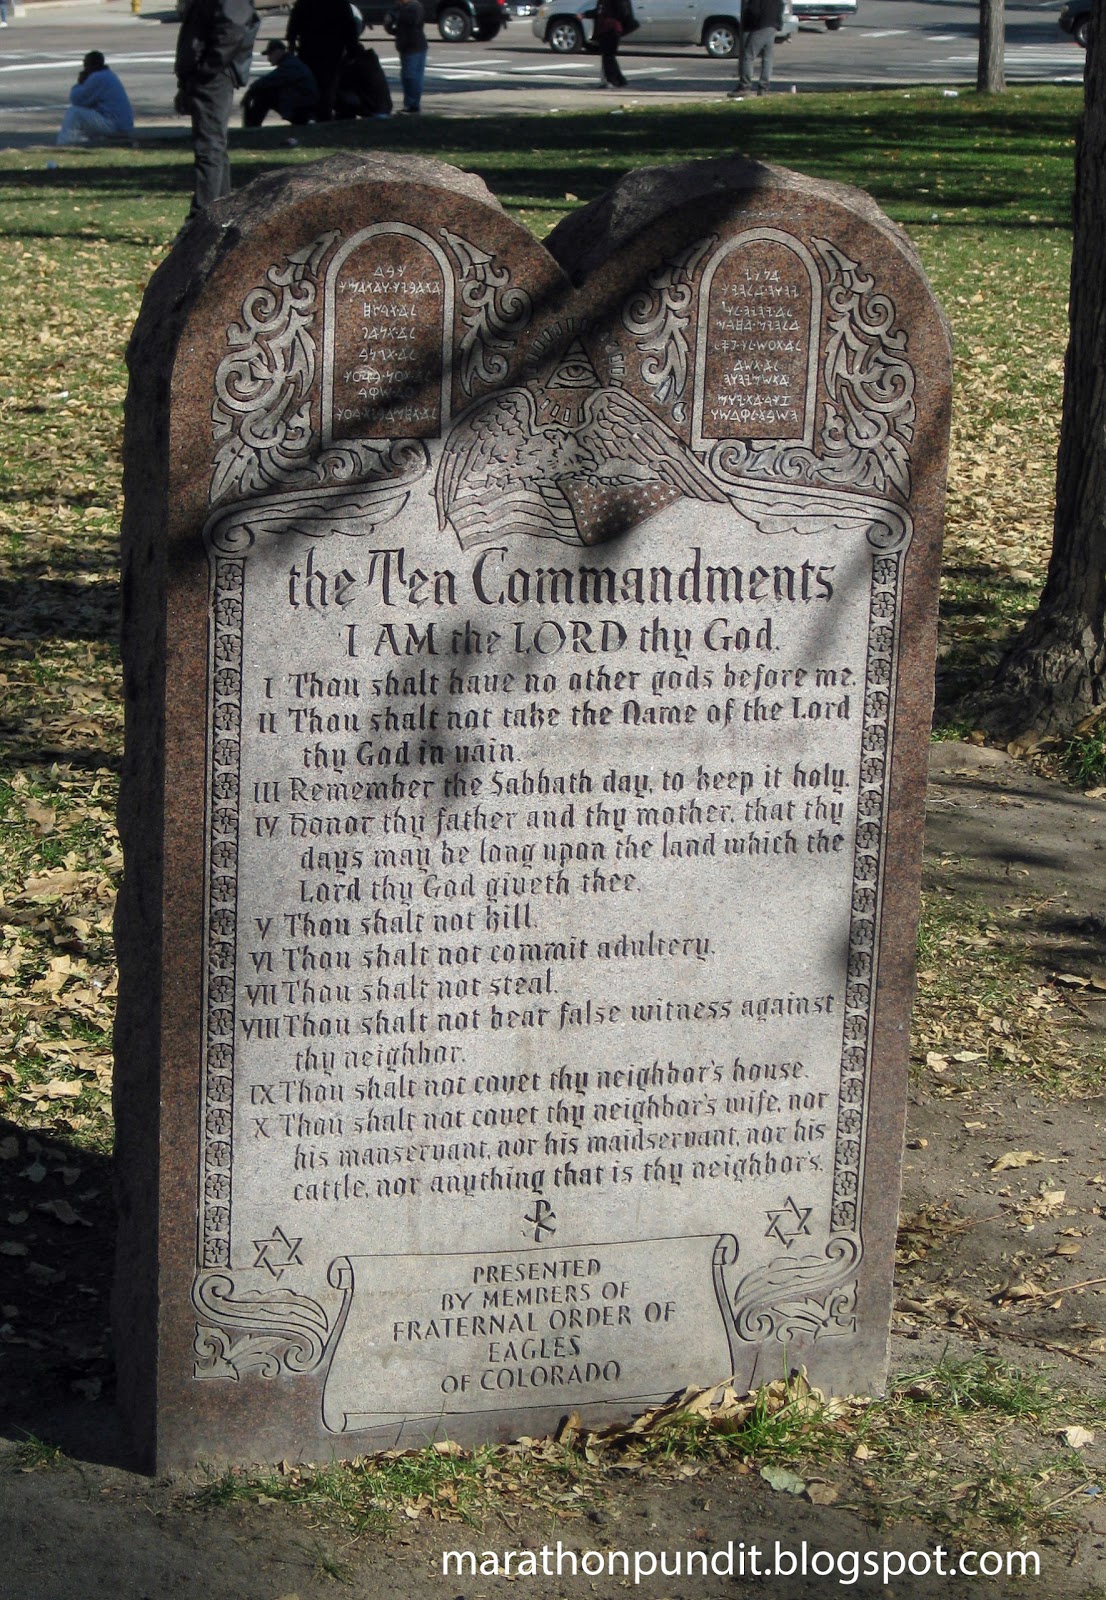 the Ten Commandments
I AM the LORD thy God.
I Thou shalt have no other gods before me.
II Thou shalt not take the Name of the Lord
thy God in vain.
III Remember the Sabbath day, to keep it holy.
IV Honor thy father and thy mother, that thy
days may be long upon the land which the
Lord thy God giveth thee.
V Thou shalt not kill.
VI Thou shalt not commit adultery.
VII Thou shalt not steal.
VIII Thou shalt not bear false witness against
thy neighbor.
IX Thou shalt not covet thy neighbor's house.
X Thou shalt not covet thy neighbor's wife, nor
his manservant, nor his maidservant, nor his
cattle, nor anything that is thy neighbor's.
PRESENTED
BY MEMBERS OF
FRATERNAL ORDER OF
EAGLES
OF COLORADO
marathonpundit.blogspot.com